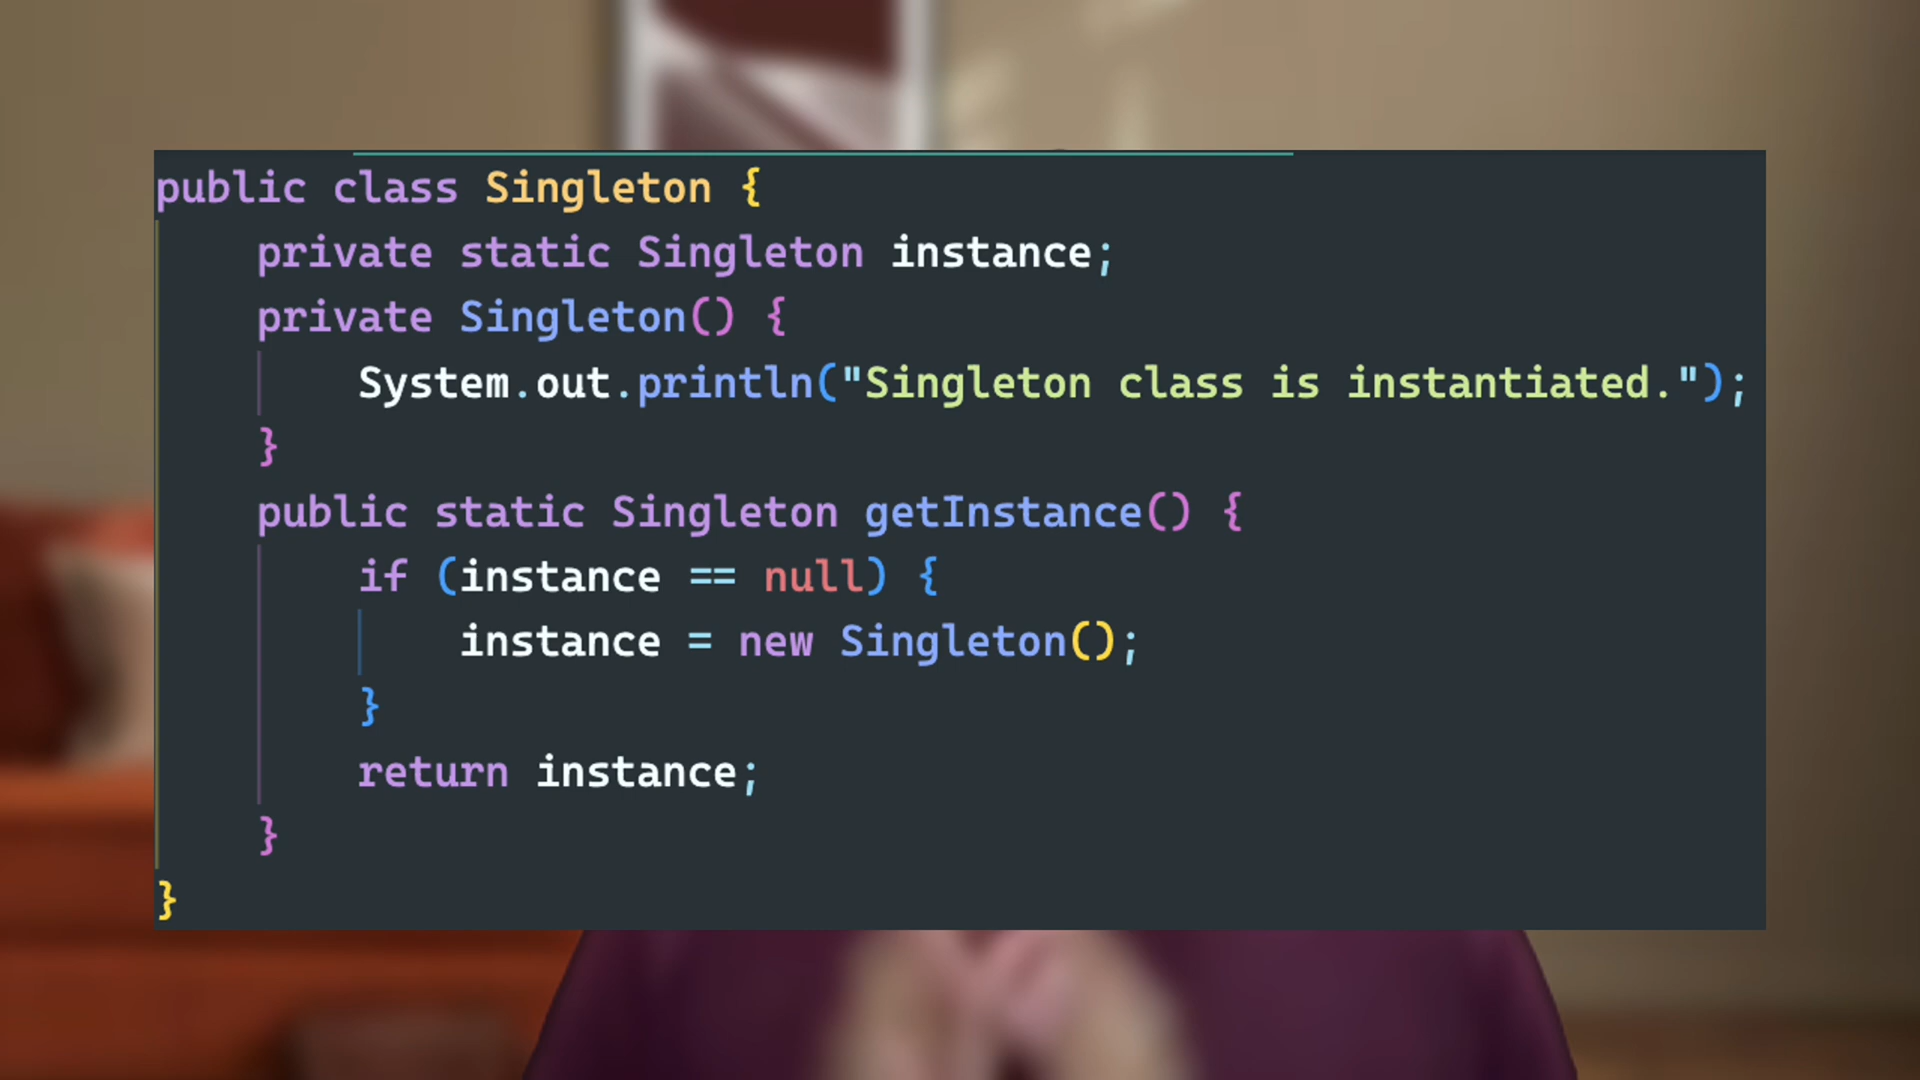 public class Singleton {
private static Singleton instance;
private Singleton() {
System.out.println("Singleton class is instantiated.");
}
public static Singleton getInstance() {
if (instance == null) {
instance = new Singleton();
}
return instance;
}
}